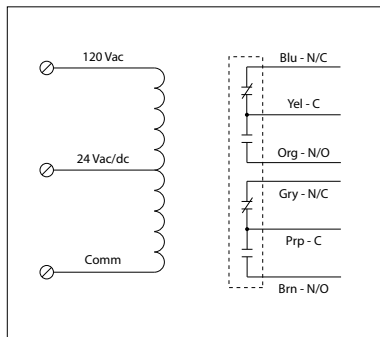 120 Vac
24 Vac/dc
Comm
Blu - N/C
Yel - C
Org - N/O
Gry - N/C
Prp - C
Brn - N/O